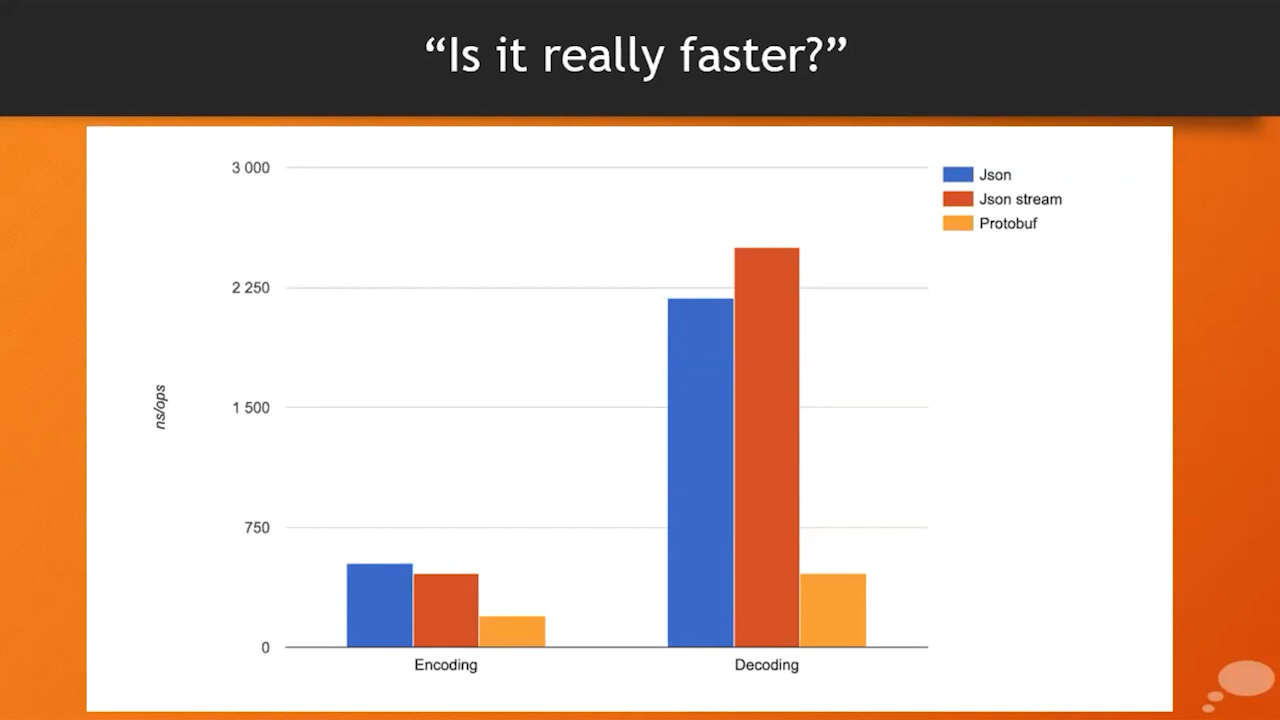 “Is it really faster?”
3 000
2 250
1 500
750
0
ns/ops
Encoding
Decoding
Json
Json stream
Protobuf